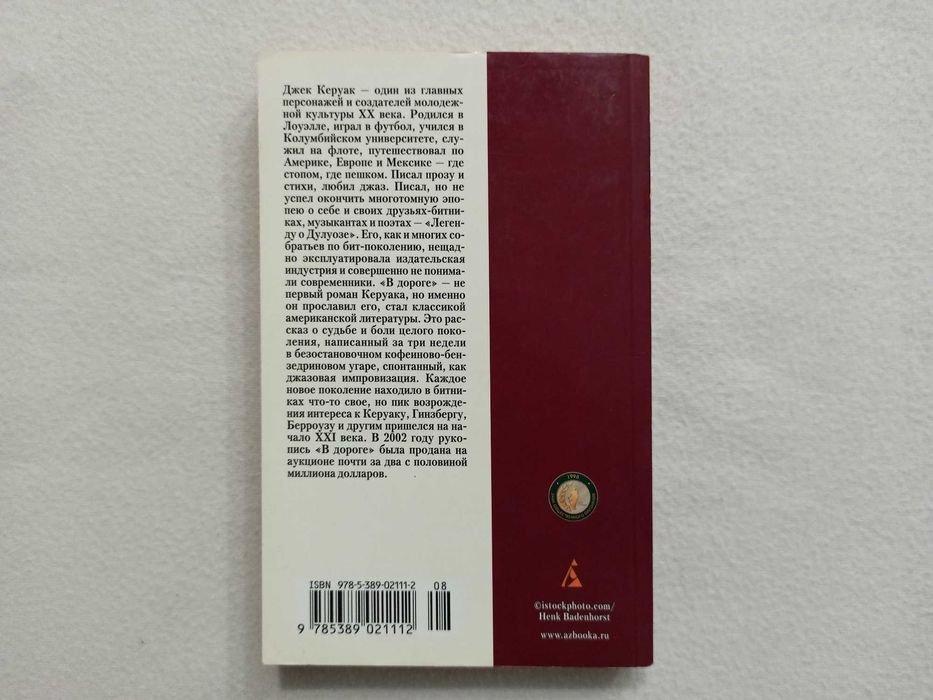 Джек Керуак – один из главных
персонажей и создателей молодеж-
ной культуры XX века. Родился в
Лоуэлле, играл в футбол, учился в
Колумбийском университете, слу-
жил на флоте, путешествовал по
Америке, Европе и Мексике – где
стопом, где пешком. Писал прозу и
стихи, любил джаз. Писал, но не
успел окончить многотомную эпо-
пею о себе и своих друзьях-битни-
ках, музыкантах и поэтах – «Леген-
ду о Дулуозе». Его, как и многих со-
братьев по бит-поколению, нещад-
но эксплуатировала издательская
индустрия и совершенно не понима-
ли современники. «В дороге» – не
первый роман Керуака, но именно
он прославил его, стал классикой
американской литературы. Это рас-
сказ о судьбе и боли целого поко-
ления, написанный за три недели
в безостановочном кофеиново-бен-
зедриновом угаре, спонтанный, как
джазовая импровизация. Каждое
новое поколение находило в битни-
ках что-то свое, но пик возрожде-
ния интереса к Керуаку, Гинзбергу,
Берроузу и другим пришелся на на-
чало XXI века. В 2002 году руко-
пись «В дороге» была продана на
аукционе почти за два с половиной
миллиона долларов.
ISBN 978-5-389-02111-2 08
9 785389 021112
1998
©istockphoto.com/
Henk Badenhorst
www.azbooka.ru